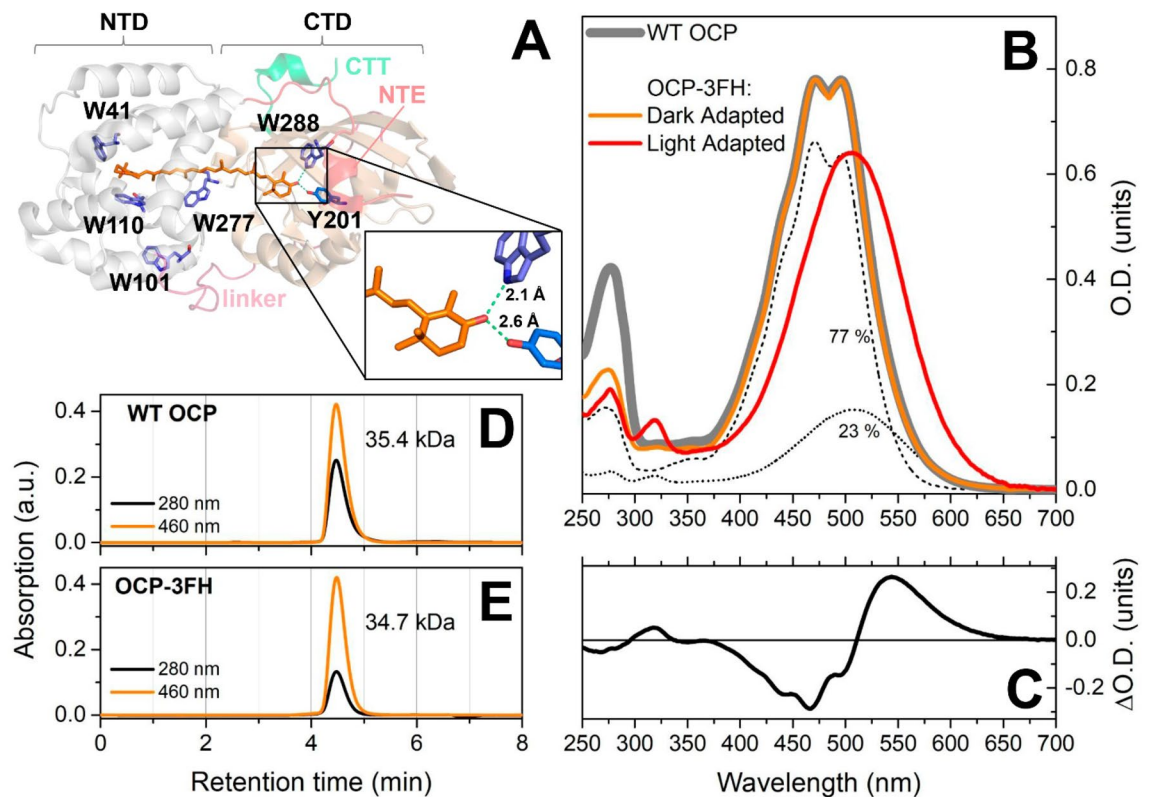 NTD CTD
A
CTT
NTE
W41
W288
W110
W277
Y201
W101
linker
2.1 Å
2.6 Å
B
WT OCP
OCP-3FH:
Dark Adapted
Light Adapted
77 %
23 %
0.8
0.6
0.4
0.2
0.0
O.D. (units)
250 300 350 400 450 500 550 600 650 700
WT OCP
D
35.4 kDa
280 nm
460 nm
0.4
0.2
0.0
OCP-3FH
E
34.7 kDa
280 nm
460 nm
0.4
0.2
0.0
Absorption (a.u.)
0 2 4 6 8
Retention time (min)
C
0.2
0.0
-0.2
ΔO.D. (units)
250 300 350 400 450 500 550 600 650 700
Wavelength (nm)